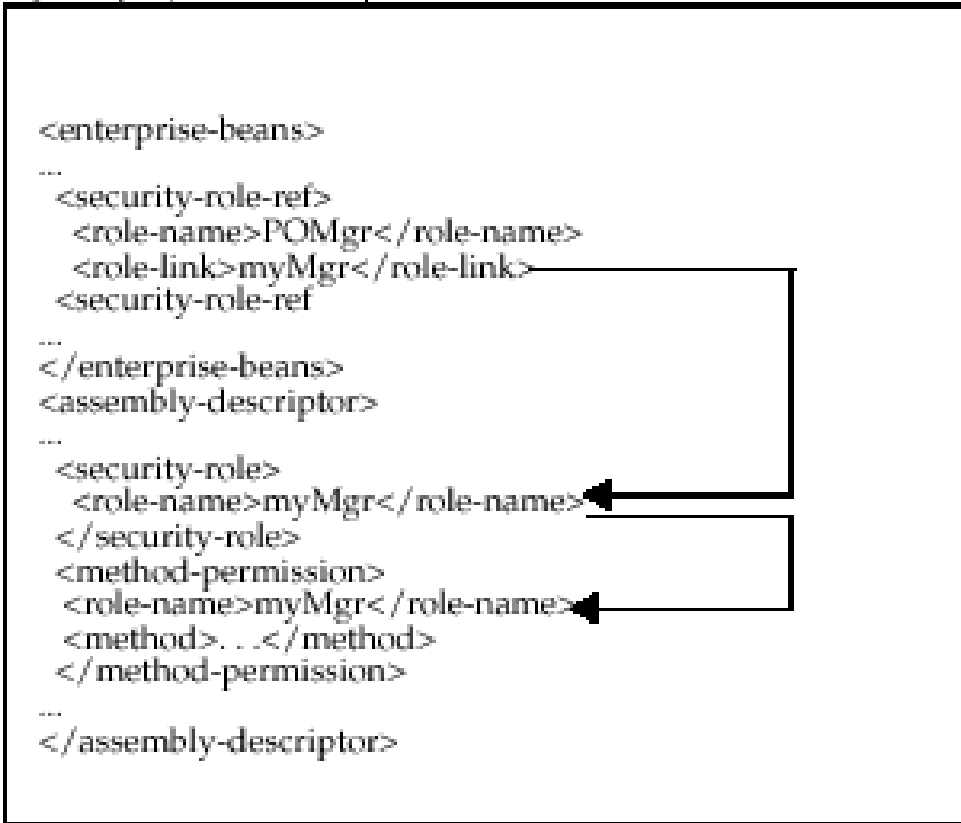 <enterprise-beans>
...
<security-role-ref>
<role-name>POMgr</role-name>
<role-link>myMgr</role-link>
<security-role-ref
...
</enterprise-beans>
<assembly-descriptor>
...
<security-role>
<role-name>myMgr</role-name>
</security-role>
<method-permission>
<role-name>myMgr</role-name>
<method>. . .</method>
</method-permission>
...
</assembly-descriptor>